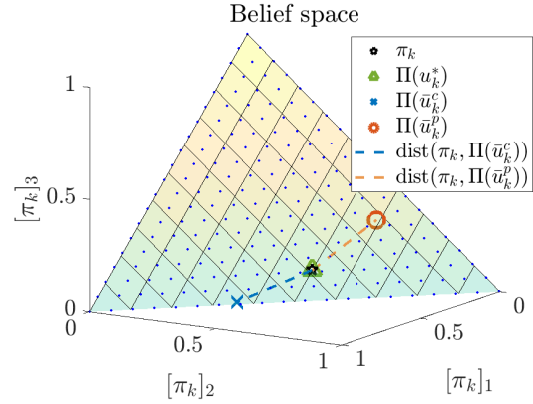 Belief space
π_k
Π(u_k^*)
Π(ū_k^c)
Π(ū_k^p)
dist(π_k, Π(ū_k^c))
dist(π_k, Π(ū_k^p))
1
0.5
0
[π_k]_3
0
0.5
1
[π_k]_2
1
0.5
0
[π_k]_1